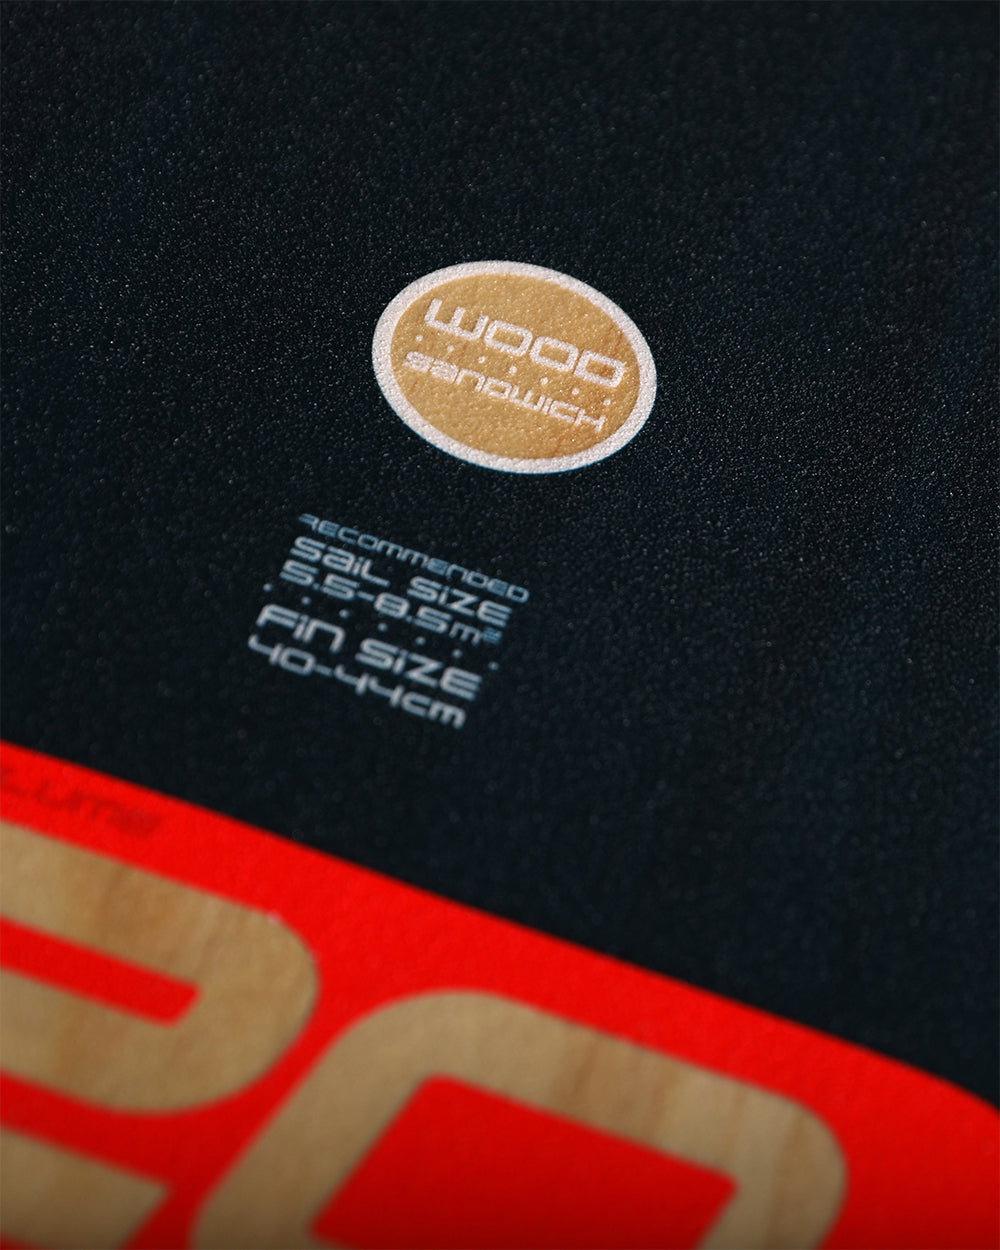 WOOD
sandwich
RECOMMENDED
saiL size
5.5-8.5m²
Fin size
40-44cm